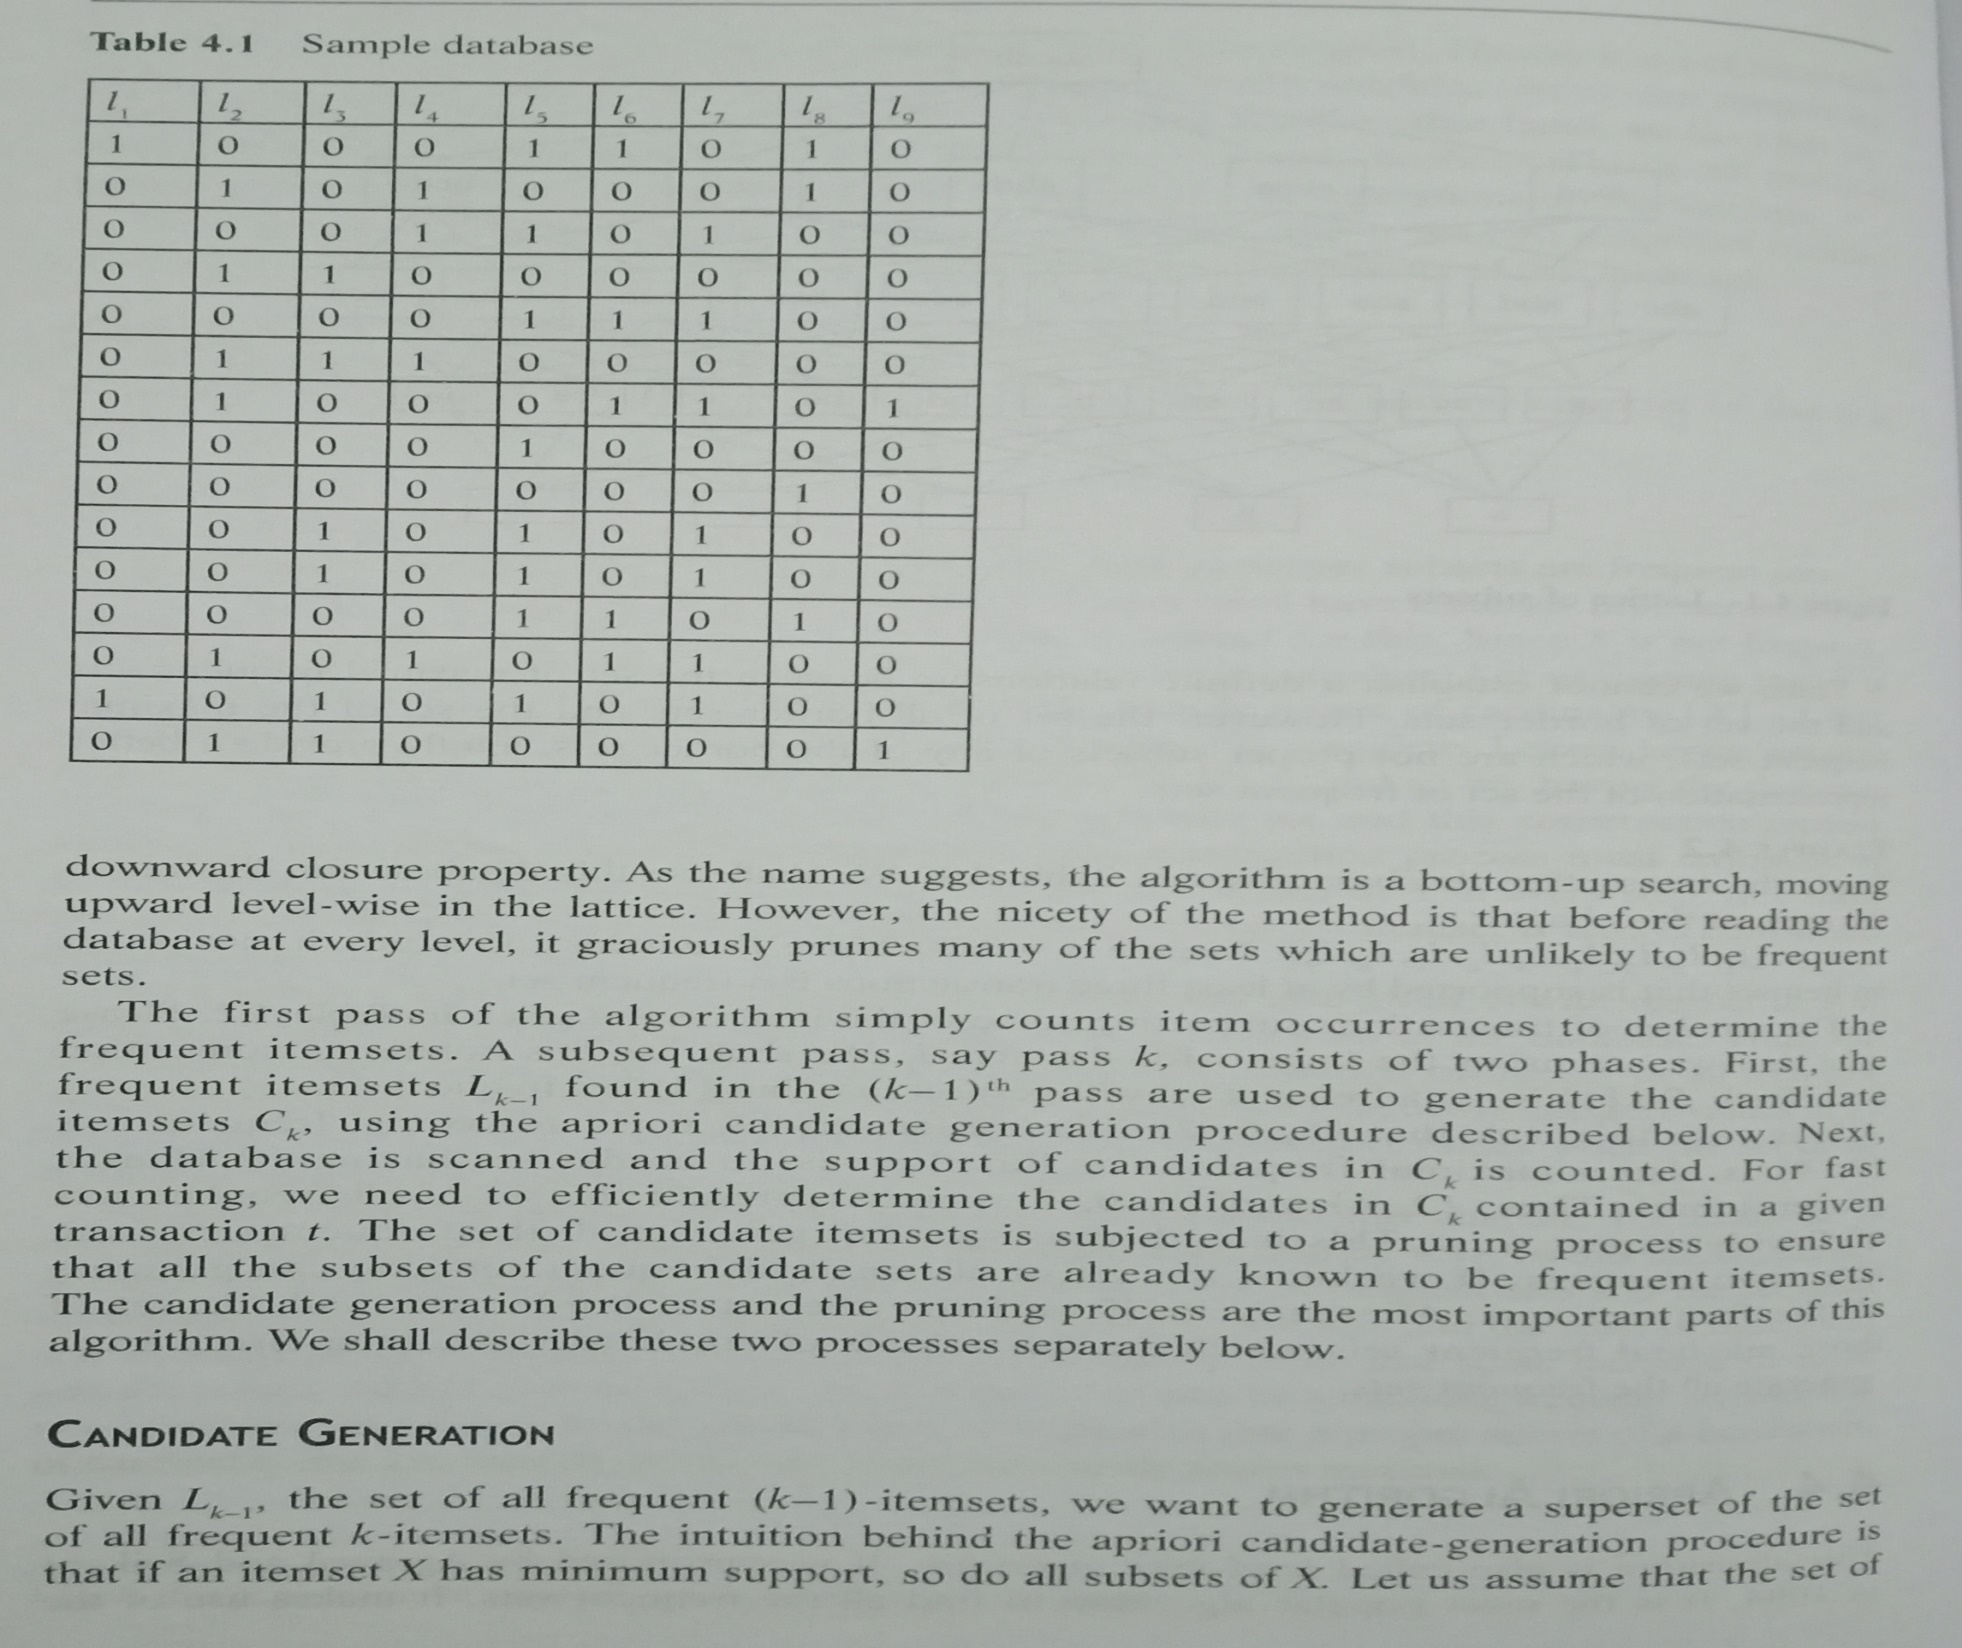 Table 4.1 Sample database
l₁ l₂ l₃ l₄ l₅ l₆ l₇ l₈ l₉
1 0 0 0 1 1 0 1 0
0 1 0 1 0 0 0 1 0
0 0 0 1 1 0 1 0 0
0 1 1 0 0 0 0 0 0
0 0 0 0 1 1 1 0 0
0 1 1 1 0 0 0 0 0
0 1 0 0 0 1 1 0 1
0 0 0 0 1 0 0 0 0
0 0 0 0 0 0 0 1 0
0 0 1 0 1 0 1 0 0
0 0 1 0 1 0 1 0 0
0 0 0 0 1 1 0 1 0
0 1 0 1 0 1 1 0 0
1 0 1 0 1 0 1 0 0
0 1 1 0 0 0 0 0 1
downward closure property. As the name suggests, the algorithm is a bottom-up search, moving
upward level-wise in the lattice. However, the nicety of the method is that before reading the
database at every level, it graciously prunes many of the sets which are unlikely to be frequent
sets.
The first pass of the algorithm simply counts item occurrences to determine the
frequent itemsets. A subsequent pass, say pass k, consists of two phases. First, the
frequent itemsets Lₖ₋₁ found in the (k–1)ᵗʰ pass are used to generate the candidate
itemsets Cₖ, using the apriori candidate generation procedure described below. Next,
the database is scanned and the support of candidates in Cₖ is counted. For fast
counting, we need to efficiently determine the candidates in Cₖ contained in a given
transaction t. The set of candidate itemsets is subjected to a pruning process to ensure
that all the subsets of the candidate sets are already known to be frequent itemsets.
The candidate generation process and the pruning process are the most important parts of this
algorithm. We shall describe these two processes separately below.
CANDIDATE GENERATION
Given Lₖ₋₁, the set of all frequent (k–1)-itemsets, we want to generate a superset of the set
of all frequent k-itemsets. The intuition behind the apriori candidate-generation procedure is
that if an itemset X has minimum support, so do all subsets of X. Let us assume that the set of